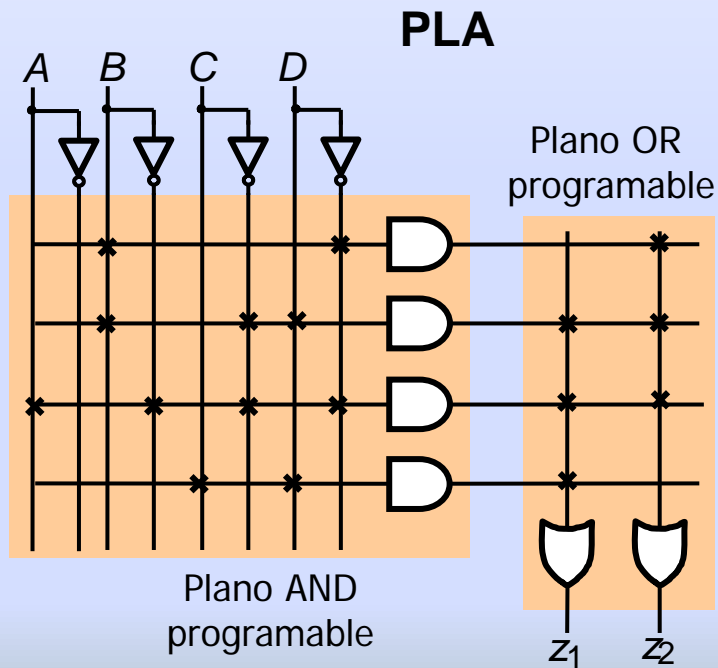 PLA
A B C D
Plano OR
programable
Plano AND
programable
z1 z2